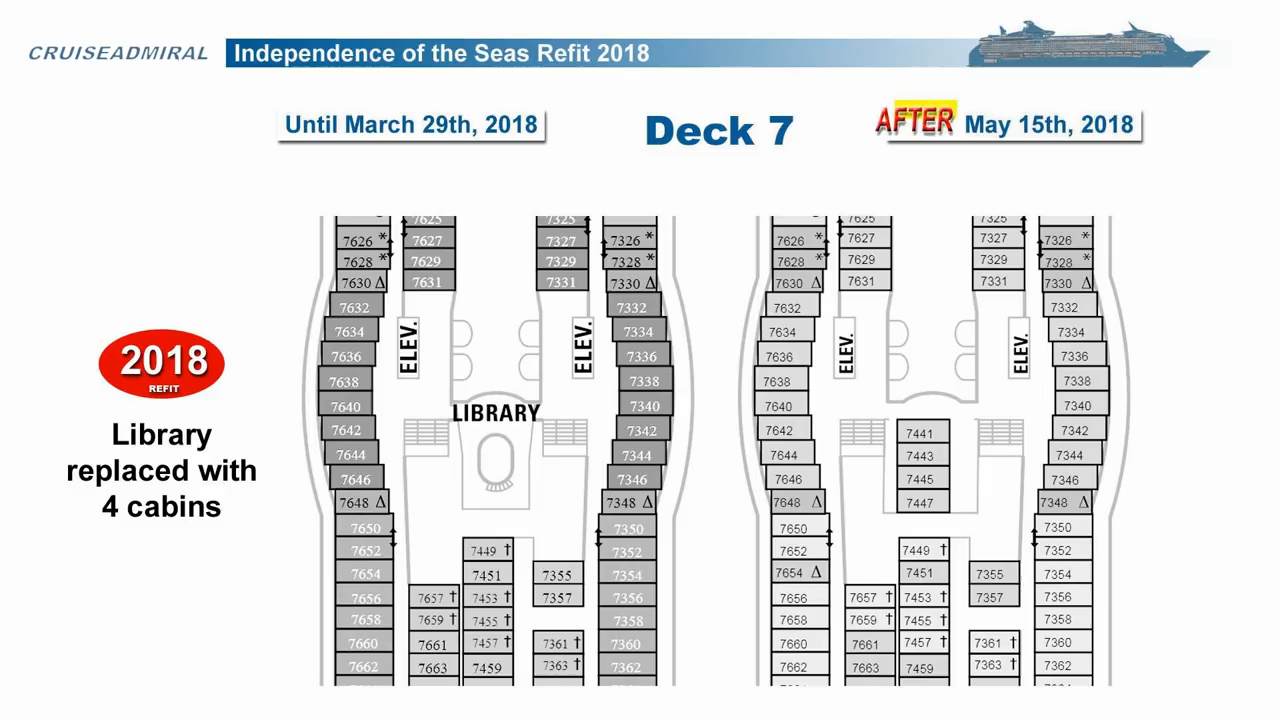 CRUISEADMIRAL
Independence of the Seas Refit 2018
Until March 29th, 2018
Deck 7
AFTER May 15th, 2018
2018
REFIT
Library
replaced with
4 cabins
7625 7325
7626 * 7627 7327 7326 *
7628 * 7629 7329 7328 *
7630 Δ 7631 7331 7330 Δ
7632 7332
7634 7334
ELEV. ELEV.
7636 7336
7638 7338
7640 7340
LIBRARY
7642 7342
7644 7344
7646 7346
7648 Δ 7348 Δ
7650 7350
7652 7449 † 7352
7654 7451 7355 7354
7656 7657 † 7453 † 7357 7356
7658 7659 † 7455 † 7358
7660 7661 7457 † 7361 † 7360
7662 7663 7459 7363 † 7362
7625 7325
7626 * 7627 7327 7326 *
7628 * 7629 7329 7328 *
7630 Δ 7631 7331 7330 Δ
7632 7332
7634 7334
ELEV. ELEV.
7636 7336
7638 7338
7640 7340
7642 7441 7342
7644 7443 7344
7646 7445 7346
7648 Δ 7447 7348 Δ
7650 7350
7652 7449 † 7352
7654 Δ 7451 7355 7354
7656 7657 † 7453 † 7357 7356
7658 7659 † 7455 † 7358
7660 7661 7457 † 7361 † 7360
7662 7663 7459 7363 † 7362